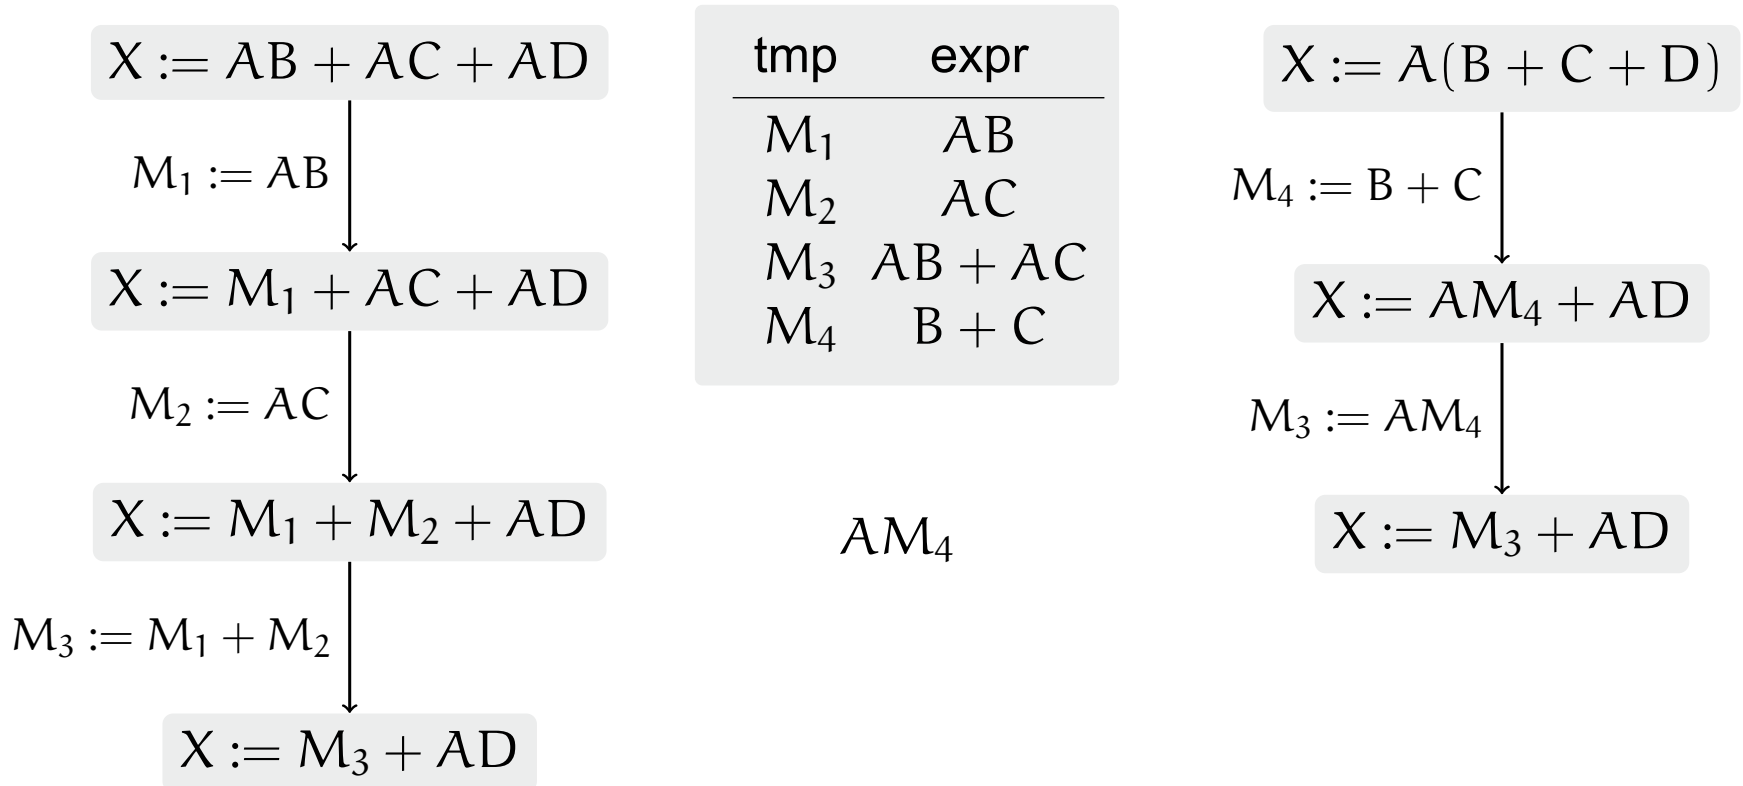 X := AB + AC + AD
M₁ := AB
X := M₁ + AC + AD
M₂ := AC
X := M₁ + M₂ + AD
M₃ := M₁ + M₂
X := M₃ + AD
tmp expr
M₁ AB
M₂ AC
M₃ AB + AC
M₄ B + C
AM₄
X := A(B + C + D)
M₄ := B + C
X := AM₄ + AD
M₃ := AM₄
X := M₃ + AD